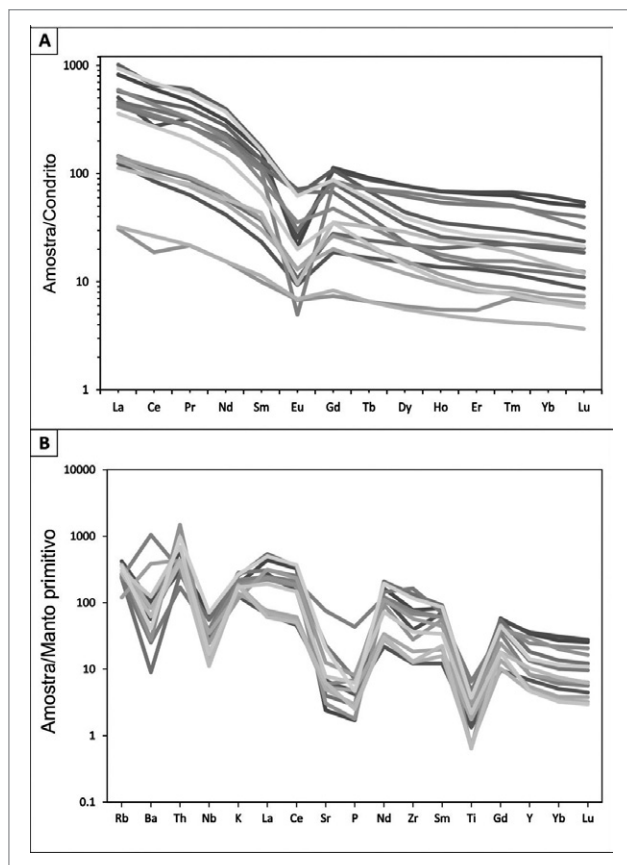 A
1000
100
10
1
Amostra/Condrito
La Ce Pr Nd Sm Eu Gd Tb Dy Ho Er Tm Yb Lu
B
10000
1000
100
10
1
0.1
Amostra/Manto primitivo
Rb Ba Th Nb K La Ce Sr P Nd Zr Sm Ti Gd Y Yb Lu